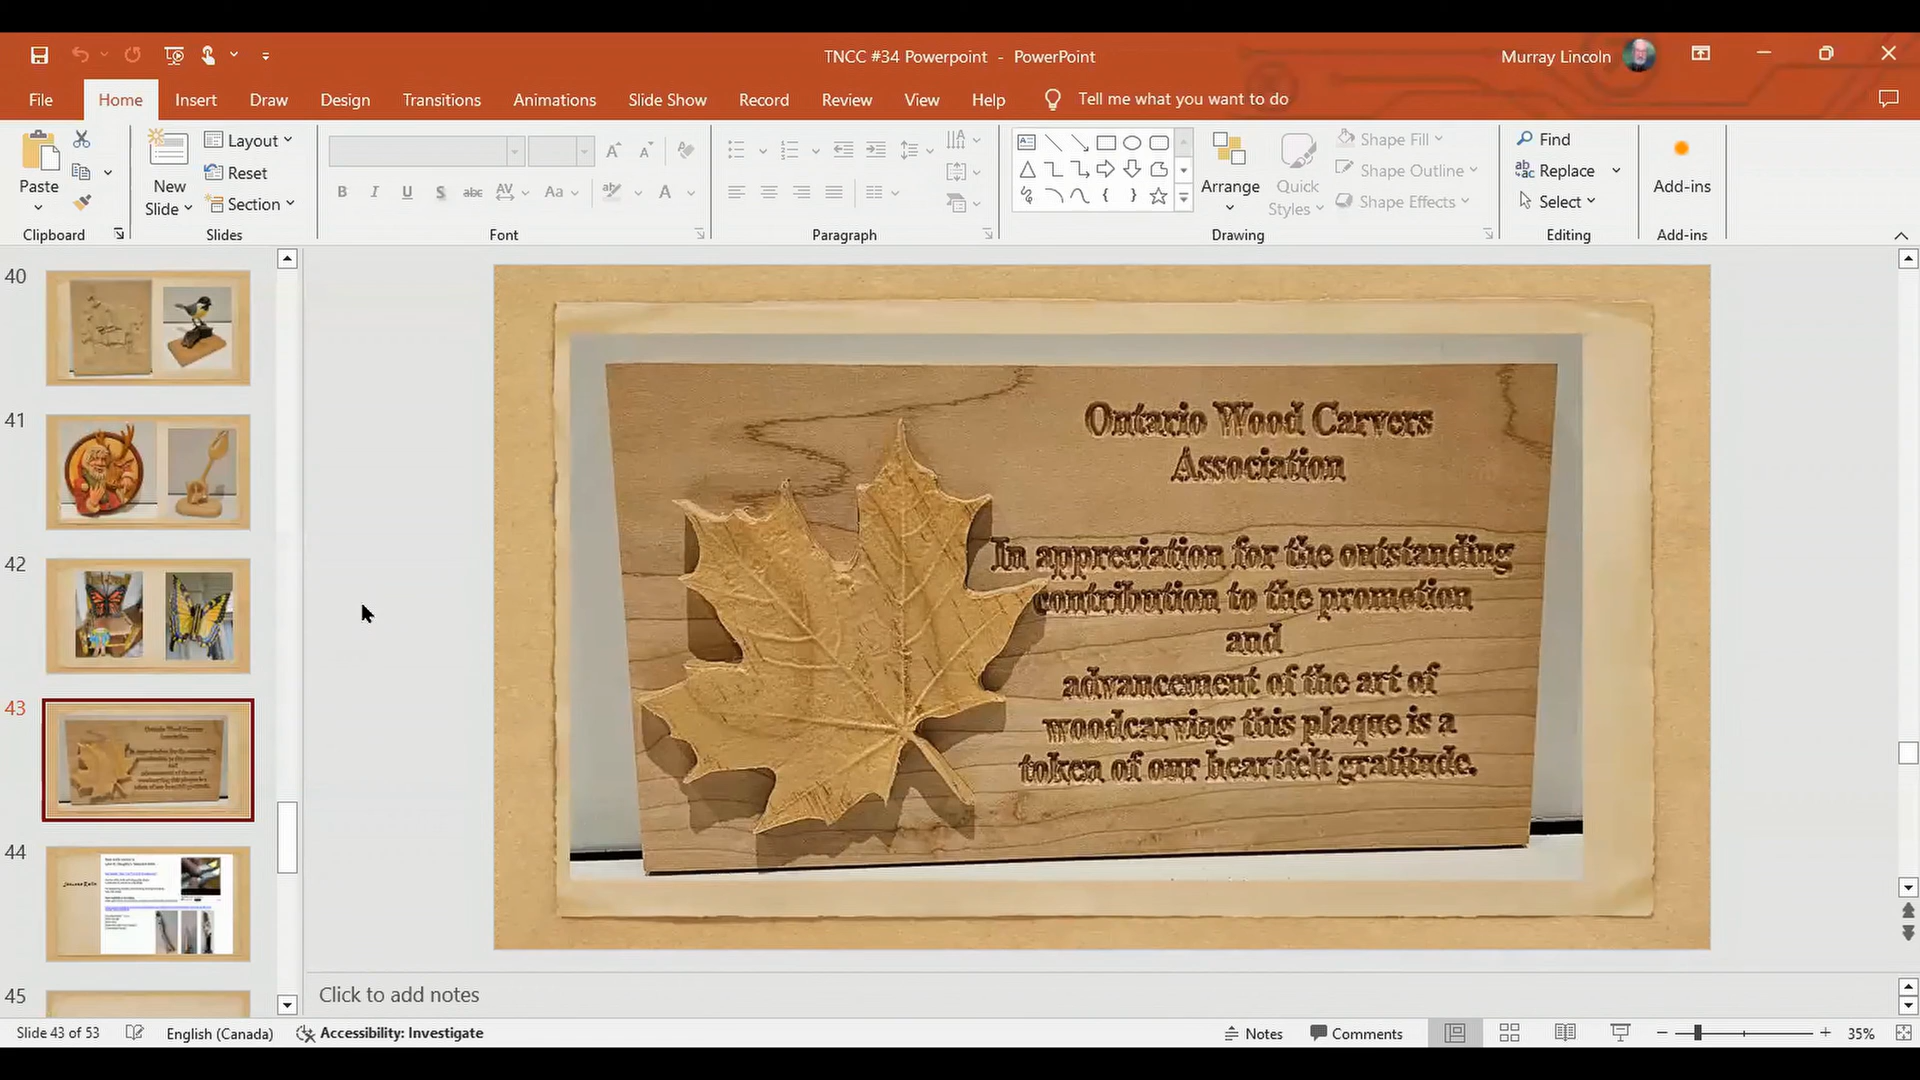 TNCC #34 Powerpoint - PowerPoint
Murray Lincoln
File Home Insert Draw Design Transitions Animations Slide Show Record Review View Help Tell me what you want to do
Paste
Clipboard
New Slide
Layout
Reset
Section
Slides
B I U S abc AV Aa A
Font
Paragraph
Arrange
Quick Styles
Shape Fill
Shape Outline
Shape Effects
Drawing
Find
Replace
Select
Editing
Add-ins
Add-ins
40
41
42
43
44
45
Ontario Wood Carvers
Association
In appreciation for the outstanding
contribution to the promotion
and
advancement of the art of
woodcarving this plaque is a
token of our heartfelt gratitude.
Click to add notes
Slide 43 of 53 English (Canada) Accessibility: Investigate Notes Comments 35%